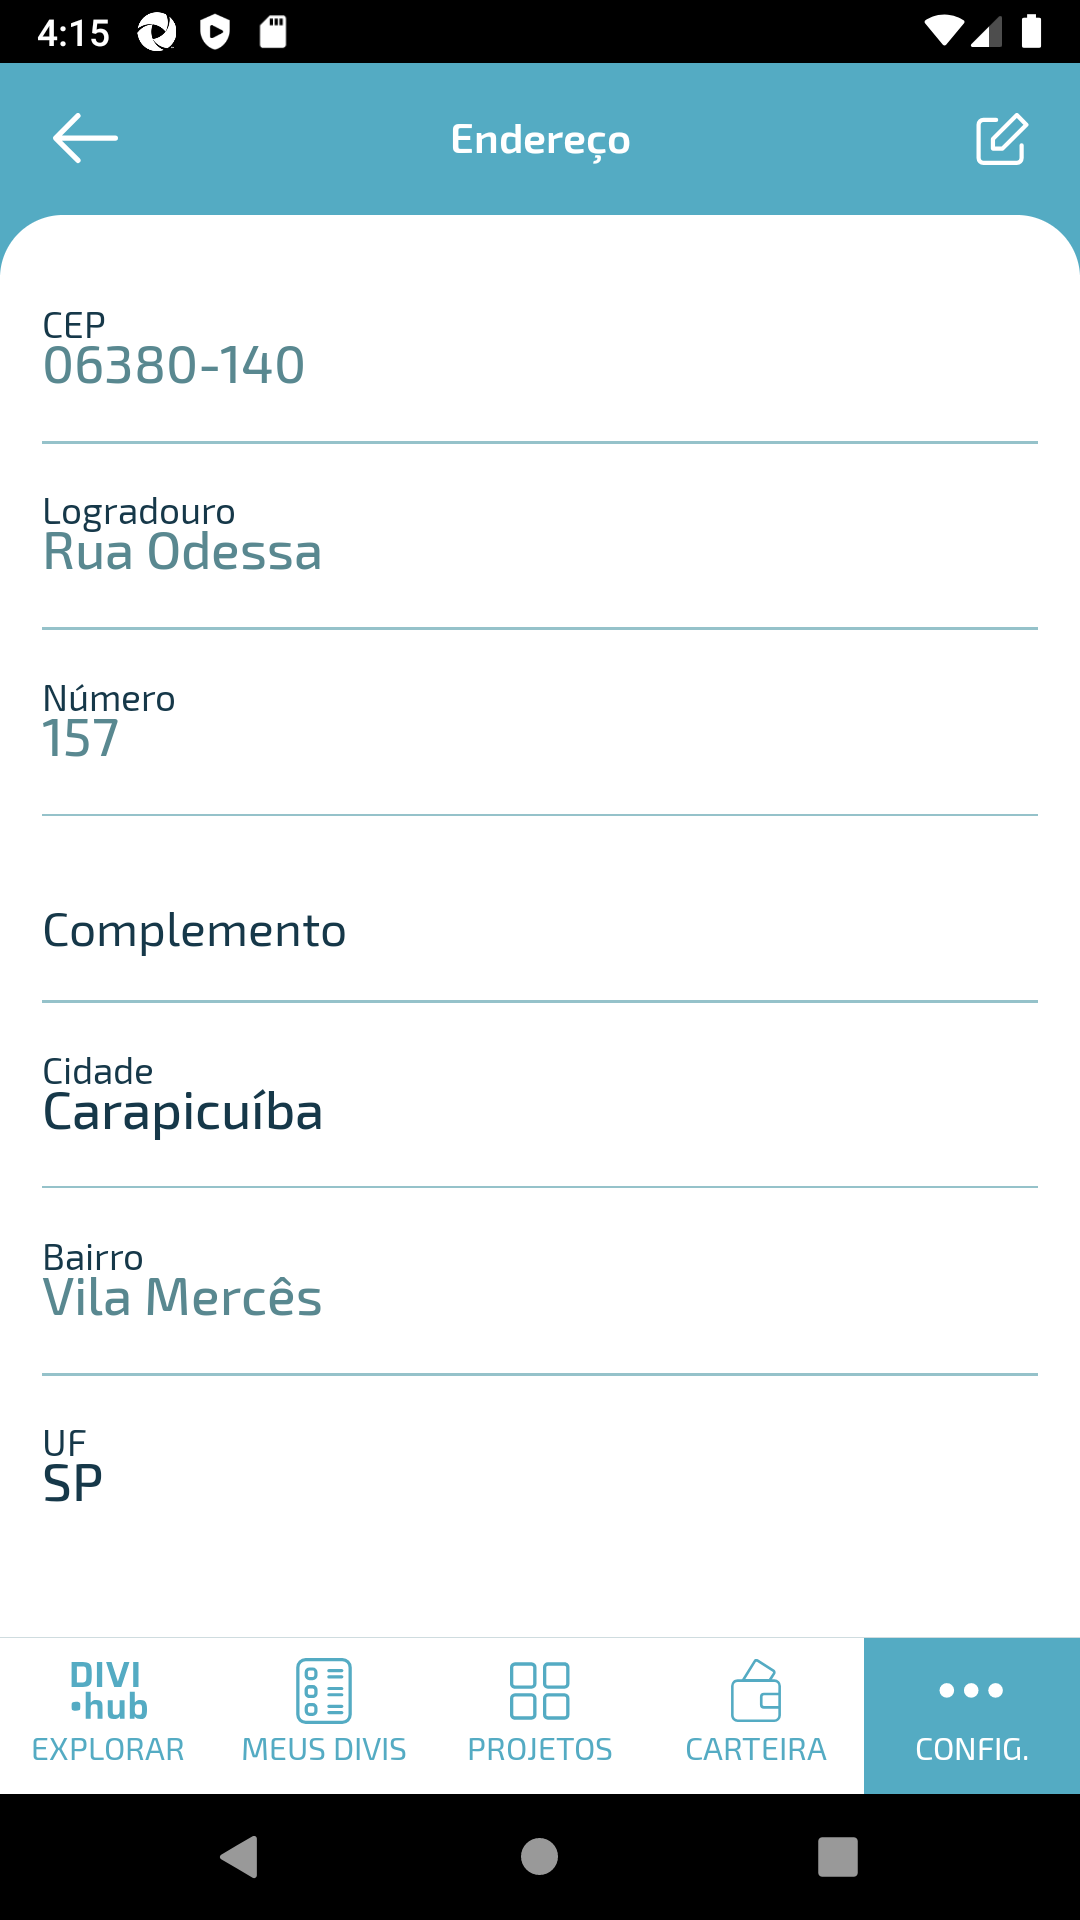 4:15
Endereço
CEP
06380-140
Logradouro
Rua Odessa
Número
157
Complemento
Cidade
Carapicuíba
Bairro
Vila Mercês
UF
SP
DIVI
•hub
EXPLORAR
MEUS DIVIS
PROJETOS
CARTEIRA
CONFIG.